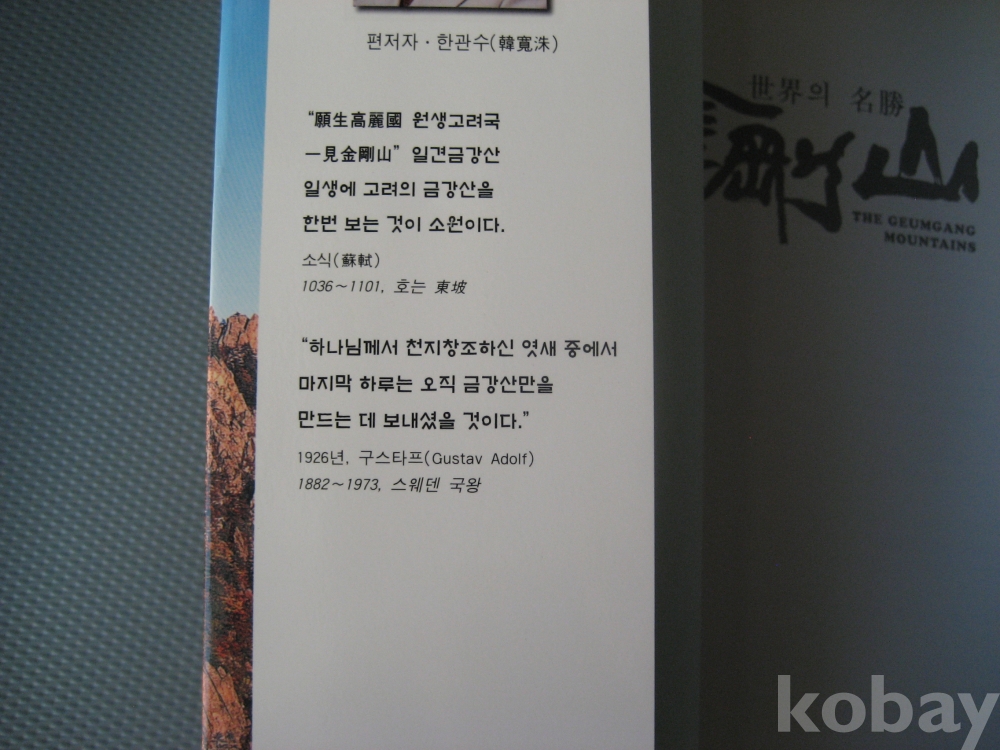 편저자 · 한관수(韓寬洙)
“願生高麗國 원생고려국
一見金剛山” 일견금강산
일생에 고려의 금강산을
한번 보는 것이 소원이다.
소식(蘇軾)
1036~1101, 호는 東坡
“하나님께서 천지창조하신 엿새 중에서
마지막 하루는 오직 금강산만을
만드는 데 보내셨을 것이다.”
1926년, 구스타프(Gustav Adolf)
1882~1973, 스웨덴 국왕
世界의 名勝
剛山
THE GEUMGANG
MOUNTAINS
kobay